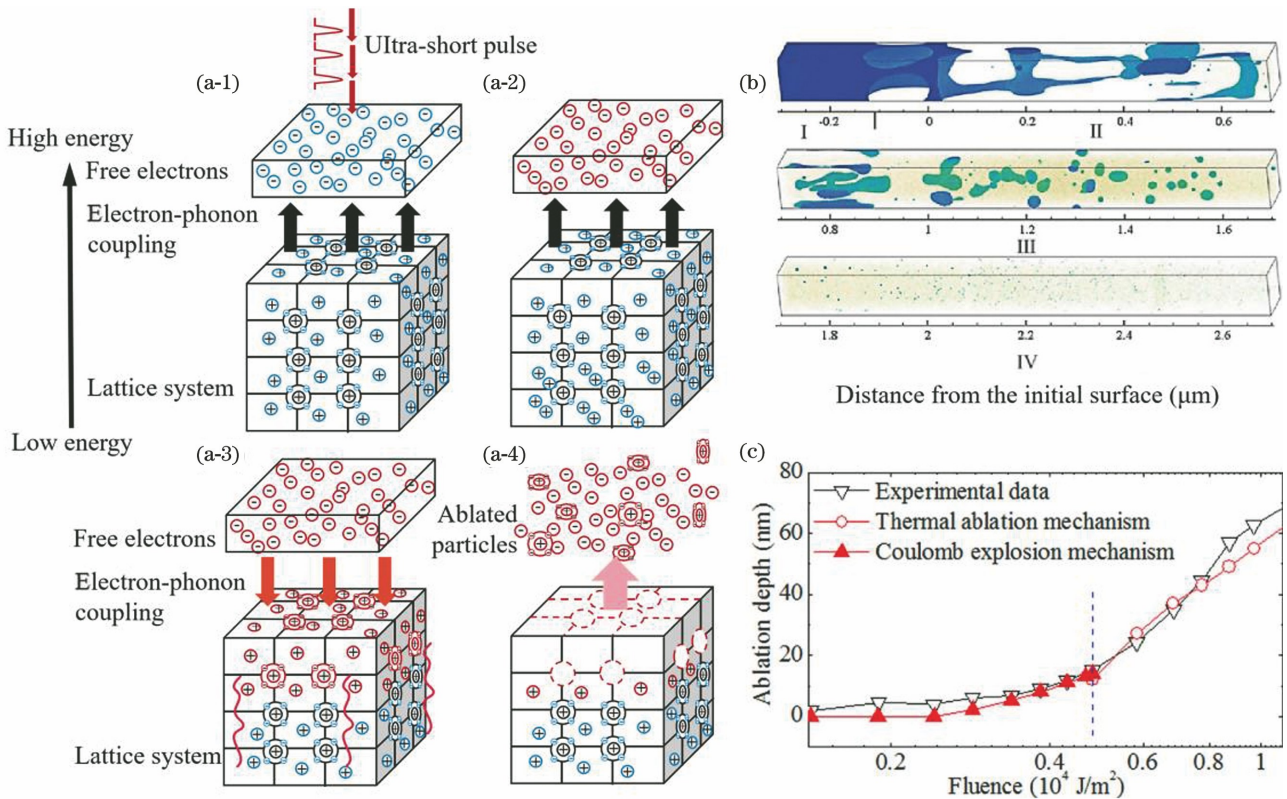 UItra-short pulse
(a-1)
(a-2)
High energy
Free electrons
Electron-phonon
coupling
Lattice system
Low energy
(a-3)
(a-4)
Free electrons
Electron-phonon
coupling
Lattice system
Ablated
particles
(b)
I -0.2 0 0.2 II 0.4 0.6
0.8 1 1.2 1.4 1.6
III
1.8 2 2.2 2.4 2.6
IV
Distance from the initial surface (μm)
(c)
80
60
40
20
0
Ablation depth (nm)
Experimental data
Thermal ablation mechanism
Coulomb explosion mechanism
0.2 0.4 0.6 0.8 1
Fluence (10⁴ J/m²)